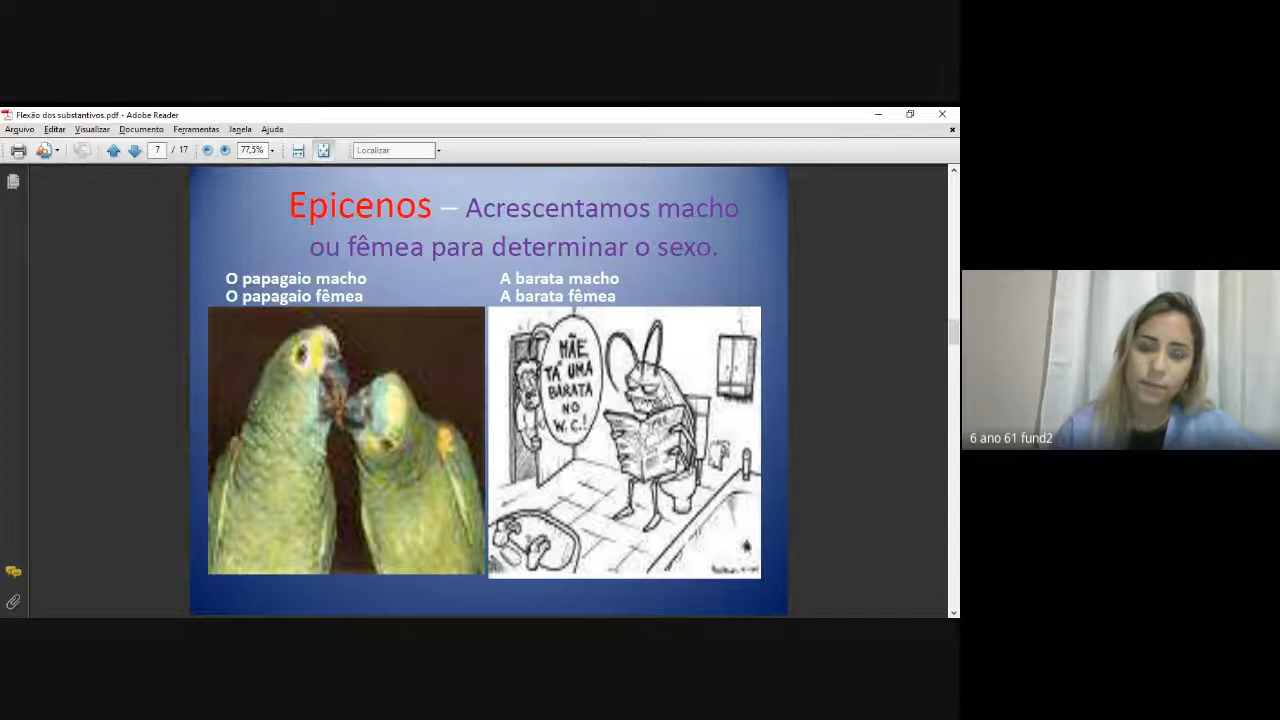 Flexão dos substantivos.pdf - Adobe Reader
Arquivo Editar Visualizar Documento Ferramentas Janela Ajuda
7 / 17 77,5% Localizar
Epicenos – Acrescentamos macho
ou fêmea para determinar o sexo.
O papagaio macho
O papagaio fêmea
A barata macho
A barata fêmea
MÃE
TÁ UMA
BARATA
NO
W.C.!
6 ano 61 fund2